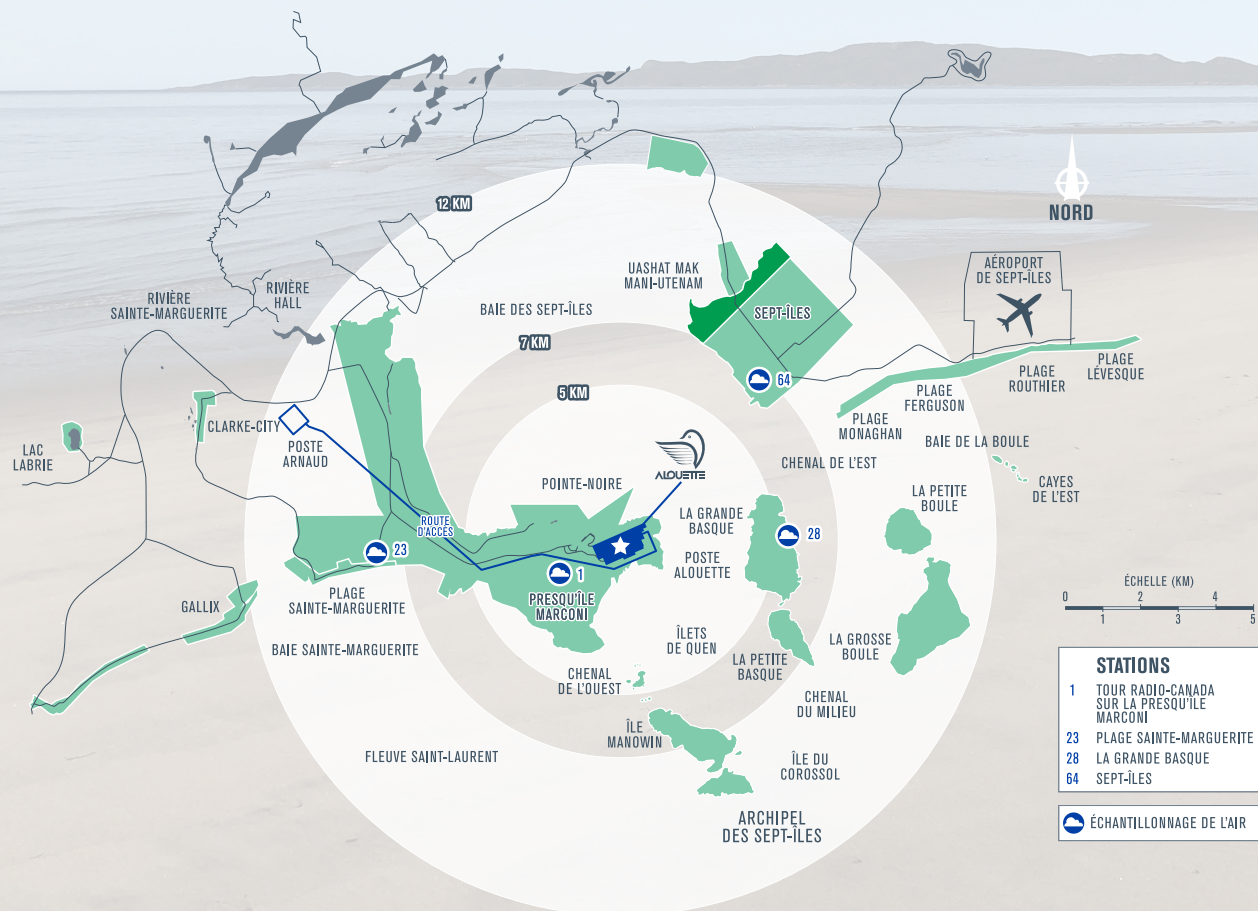 12 KM
NORD
UASHAT MAK
MANI-UTENAM
AÉROPORT
DE SEPT-ÎLES
RIVIÈRE
SAINTE-MARGUERITE
RIVIÈRE
HALL
BAIE DES SEPT-ÎLES
SEPT-ÎLES
7 KM
5 KM
64
PLAGE
LÉVESQUE
PLAGE
ROUTHIER
PLAGE
FERGUSON
PLAGE
MONAGHAN
CLARKE-CITY
POSTE
ARNAUD
LAC
LABRIE
ALOUETTE
CHENAL DE L'EST
BAIE DE LA BOULE
CAYES
DE L'EST
POINTE-NOIRE
LA PETITE
BOULE
LA GRANDE
BASQUE
ROUTE
D'ACCÈS
28
23
POSTE
ALOUETTE
1
PRESQU'ÎLE
MARCONI
PLAGE
SAINTE-MARGUERITE
GALLIX
ÉCHELLE (KM)
0 2 4
1 3 5
BAIE SAINTE-MARGUERITE
ÎLETS
DE QUEN
LA GROSSE
BOULE
LA PETITE
BASQUE
CHENAL
DE L'OUEST
CHENAL
DU MILIEU
ÎLE
MANOWIN
FLEUVE SAINT-LAURENT
ÎLE DU
COROSSOL
ARCHIPEL
DES SEPT-ÎLES
STATIONS
1 TOUR RADIO-CANADA
SUR LA PRESQU'ÎLE
MARCONI
23 PLAGE SAINTE-MARGUERITE
28 LA GRANDE BASQUE
64 SEPT-ÎLES
ÉCHANTILLONNAGE DE L'AIR